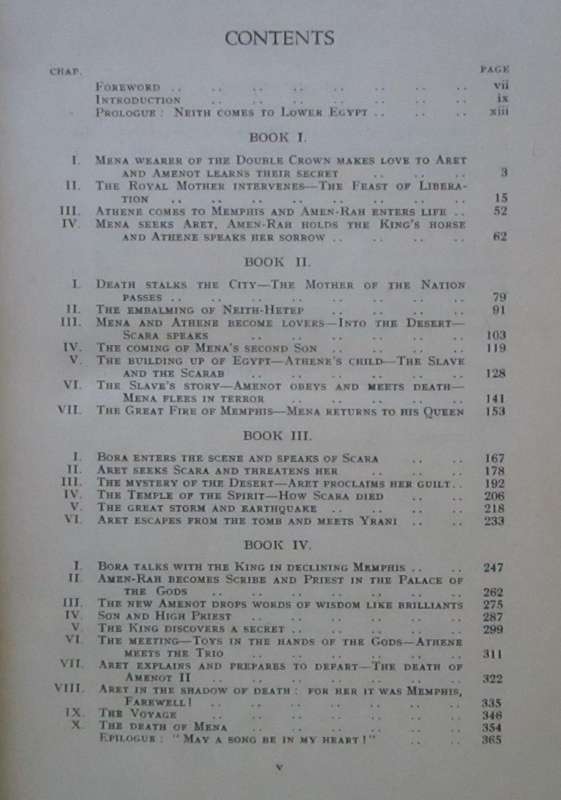 CONTENTS
CHAP. PAGE
FOREWORD .. .. .. .. .. .. .. .. vii
INTRODUCTION .. .. .. .. .. .. .. ix
PROLOGUE: NEITH COMES TO LOWER EGYPT .. .. .. xiii
BOOK I.
I. MENA WEARER OF THE DOUBLE CROWN MAKES LOVE TO ARET
AND AMENOT LEARNS THEIR SECRET .. .. .. 3
II. THE ROYAL MOTHER INTERVENES—THE FEAST OF LIBERA-
TION .. .. .. .. .. .. .. .. 15
III. ATHENE COMES TO MEMPHIS AND AMEN-RAH ENTERS LIFE .. 52
IV. MENA SEEKS ARET, AMEN-RAH HOLDS THE KING'S HORSE
AND ATHENE SPEAKS HER SORROW .. .. .. .. 62
BOOK II.
I. DEATH STALKS THE CITY—THE MOTHER OF THE NATION
PASSES .. .. .. .. .. .. .. .. 79
II. THE EMBALMING OF NEITH-HETEP .. .. .. .. 91
III. MENA AND ATHENE BECOME LOVERS—INTO THE DESERT—
SCARA SPEAKS .. .. .. .. .. .. 103
IV. THE COMING OF MENA'S SECOND SON .. .. .. .. 119
V. THE BUILDING UP OF EGYPT—ATHENE'S CHILD—THE SLAVE
AND THE SCARAB .. .. .. .. .. .. 128
VI. THE SLAVE'S STORY—AMENOT OBEYS AND MEETS DEATH—
MENA FLEES IN TERROR .. .. .. .. .. 141
VII. THE GREAT FIRE OF MEMPHIS—MENA RETURNS TO HIS QUEEN 153
BOOK III.
I. BORA ENTERS THE SCENE AND SPEAKS OF SCARA .. .. 167
II. ARET SEEKS SCARA AND THREATENS HER .. .. .. 178
III. THE MYSTERY OF THE DESERT—ARET PROCLAIMS HER GUILT .. 192
IV. THE TEMPLE OF THE SPIRIT—HOW SCARA DIED .. .. 206
V. THE GREAT STORM AND EARTHQUAKE .. .. .. .. 218
VI. ARET ESCAPES FROM THE TOMB AND MEETS YRANI .. .. 233
BOOK IV.
I. BORA TALKS WITH THE KING IN DECLINING MEMPHIS .. .. 247
II. AMEN-RAH BECOMES SCRIBE AND PRIEST IN THE PALACE OF
THE GODS .. .. .. .. .. .. .. 262
III. THE NEW AMENOT DROPS WORDS OF WISDOM LIKE BRILLIANTS 275
IV. SON AND HIGH PRIEST .. .. .. .. .. .. 287
V. THE KING DISCOVERS A SECRET .. .. .. .. .. 299
VI. THE MEETING—TOYS IN THE HANDS OF THE GODS—ATHENE
MEETS THE TRIO .. .. .. .. .. .. 311
VII. ARET EXPLAINS AND PREPARES TO DEPART—THE DEATH OF
AMENOT II .. .. .. .. .. .. .. 322
VIII. ARET IN THE SHADOW OF DEATH: FOR HER IT WAS MEMPHIS,
FAREWELL! .. .. .. .. .. .. .. 335
IX. THE VOYAGE .. .. .. .. .. .. .. 346
X. THE DEATH OF MENA .. .. .. .. .. .. 354
EPILOGUE: "MAY A SONG BE IN MY HEART!" .. .. 365
v